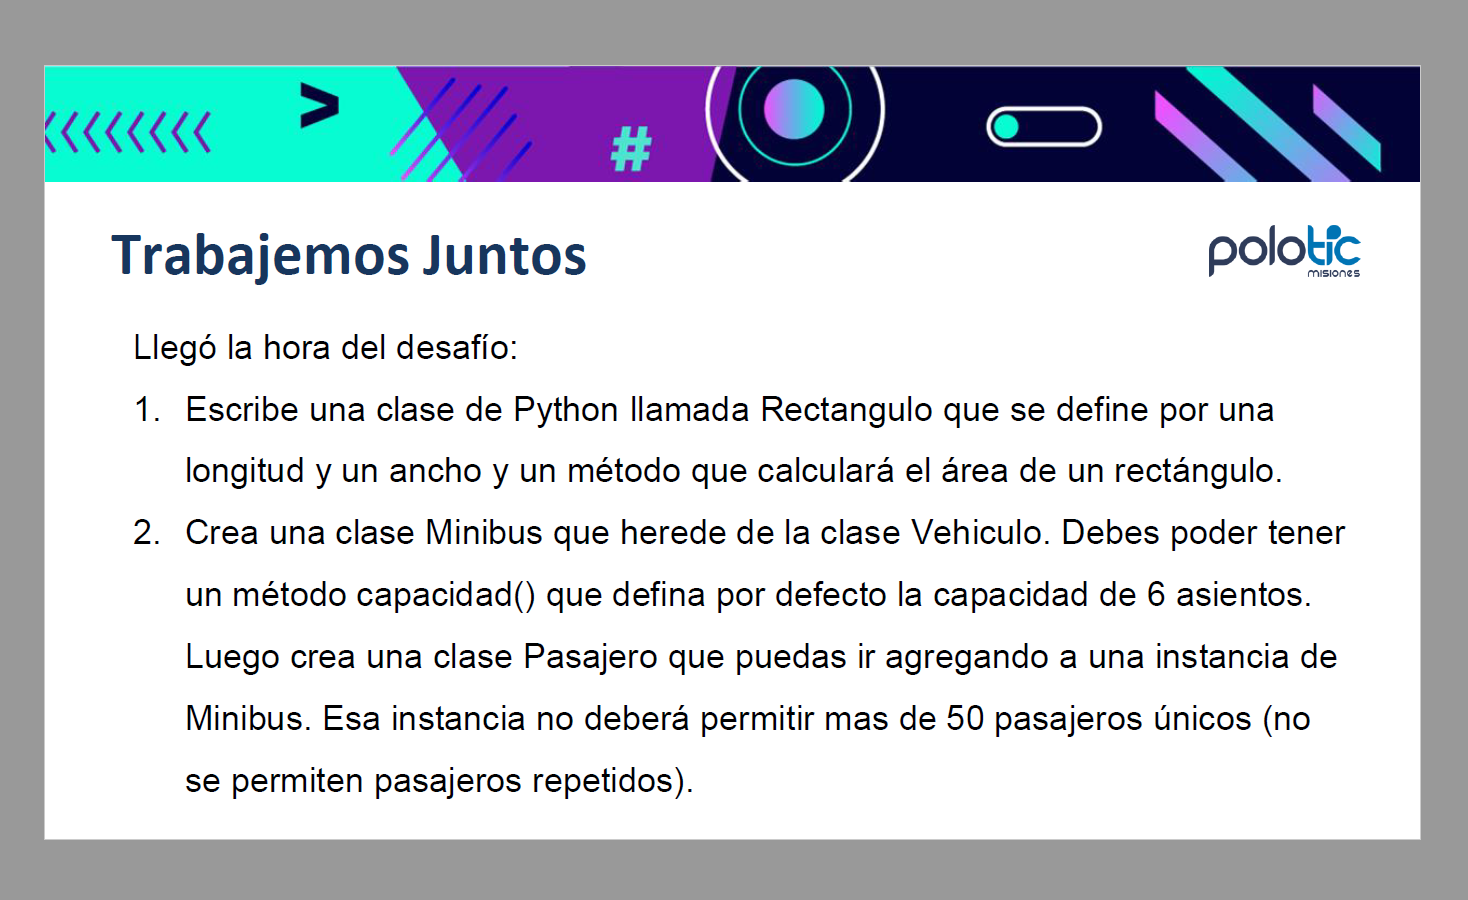 >
#
Trabajemos Juntos
polotic
misiones
Llegó la hora del desafío:
1. Escribe una clase de Python llamada Rectangulo que se define por una
longitud y un ancho y un método que calculará el área de un rectángulo.
2. Crea una clase Minibus que herede de la clase Vehiculo. Debes poder tener
un método capacidad() que defina por defecto la capacidad de 6 asientos.
Luego crea una clase Pasajero que puedas ir agregando a una instancia de
Minibus. Esa instancia no deberá permitir mas de 50 pasajeros únicos (no
se permiten pasajeros repetidos).